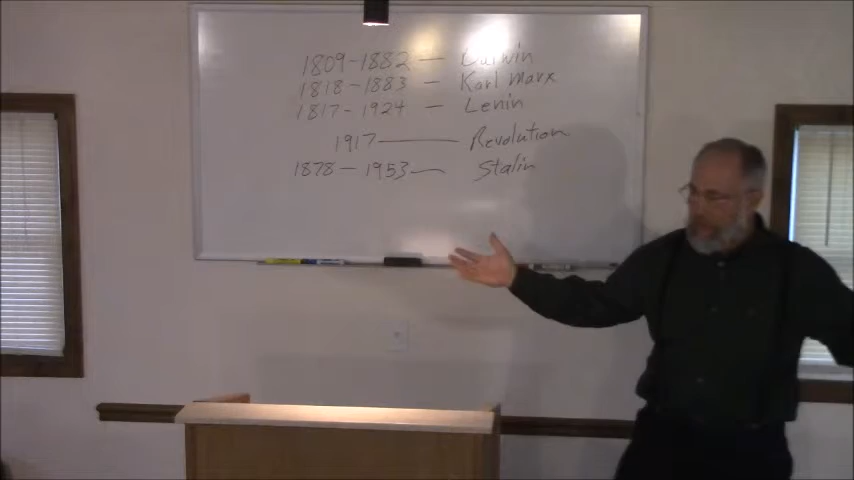 1809-1882 — Darwin
1818-1883 — Karl Marx
1817-1924 — Lenin
1917 — Revolution
1878 — 1953 — Stalin